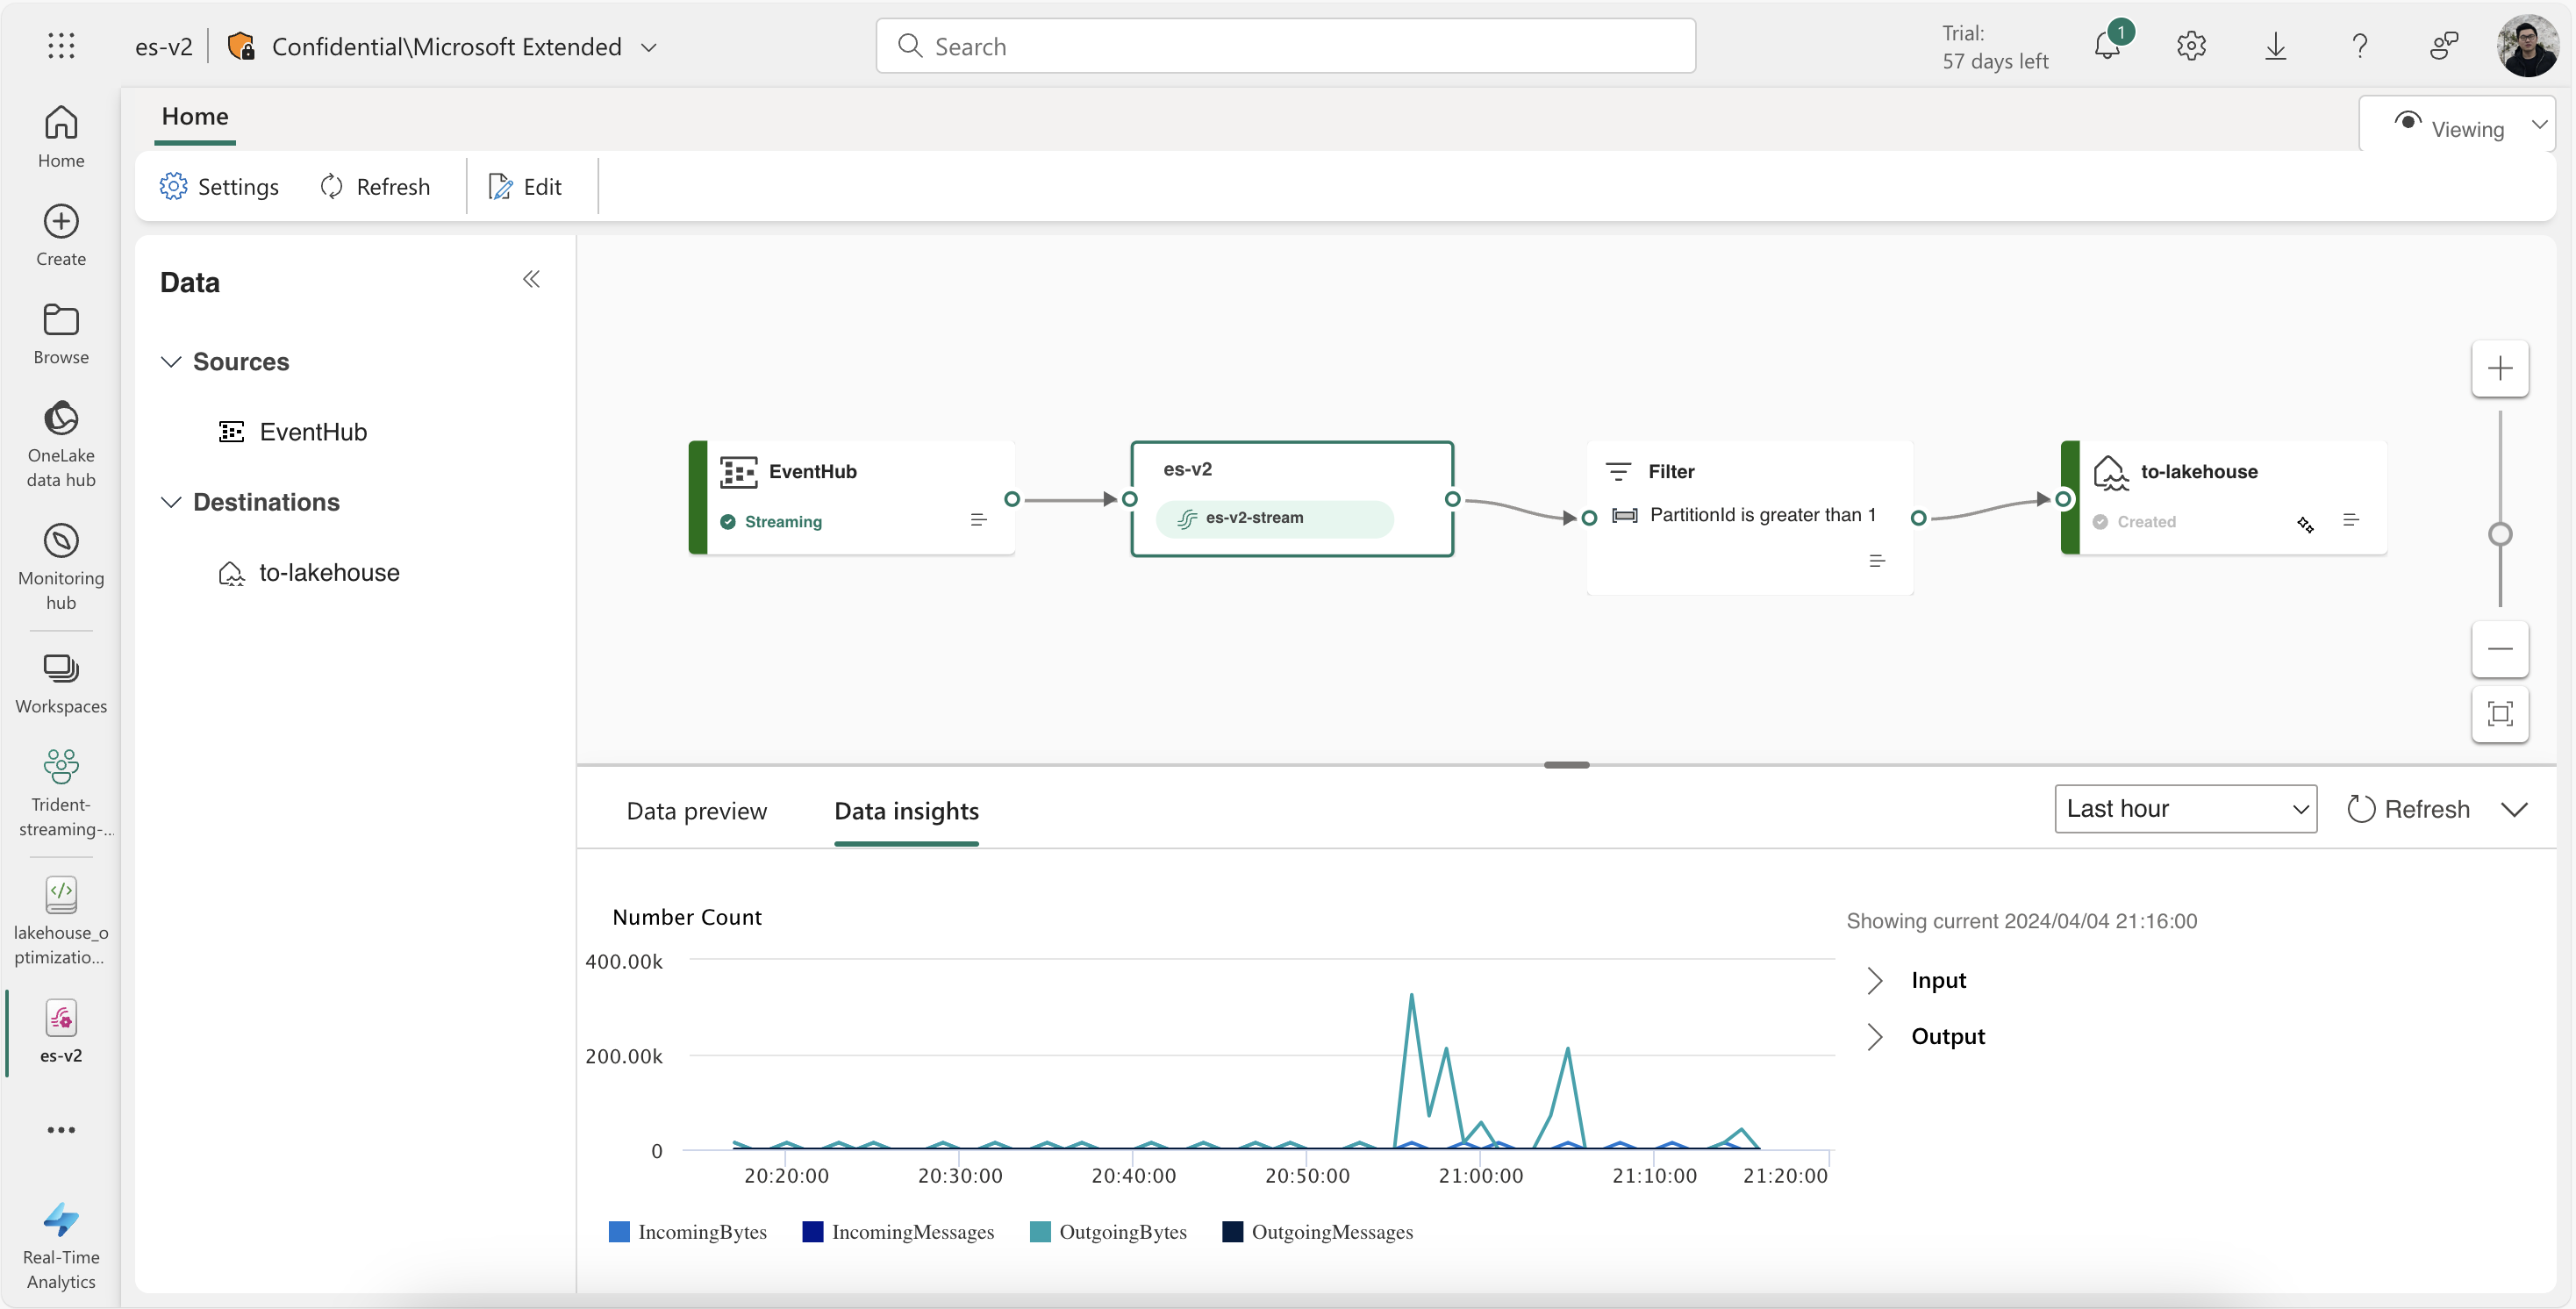 es-v2
Confidential\Microsoft Extended
Search
Trial:
57 days left
1
Home
Viewing
Settings
Refresh
Edit
Home
Create
Browse
OneLake
data hub
Monitoring
hub
Workspaces
Trident-
streaming-...
lakehouse_o
ptimizatio...
es-v2
Real-Time
Analytics
Data
Sources
EventHub
Destinations
to-lakehouse
EventHub
Streaming
es-v2
es-v2-stream
Filter
PartitionId is greater than 1
to-lakehouse
Created
Data preview
Data insights
Last hour
Refresh
Number Count
400.00k
200.00k
0
20:20:00
20:30:00
20:40:00
20:50:00
21:00:00
21:10:00
21:20:00
IncomingBytes
IncomingMessages
OutgoingBytes
OutgoingMessages
Showing current 2024/04/04 21:16:00
Input
Output